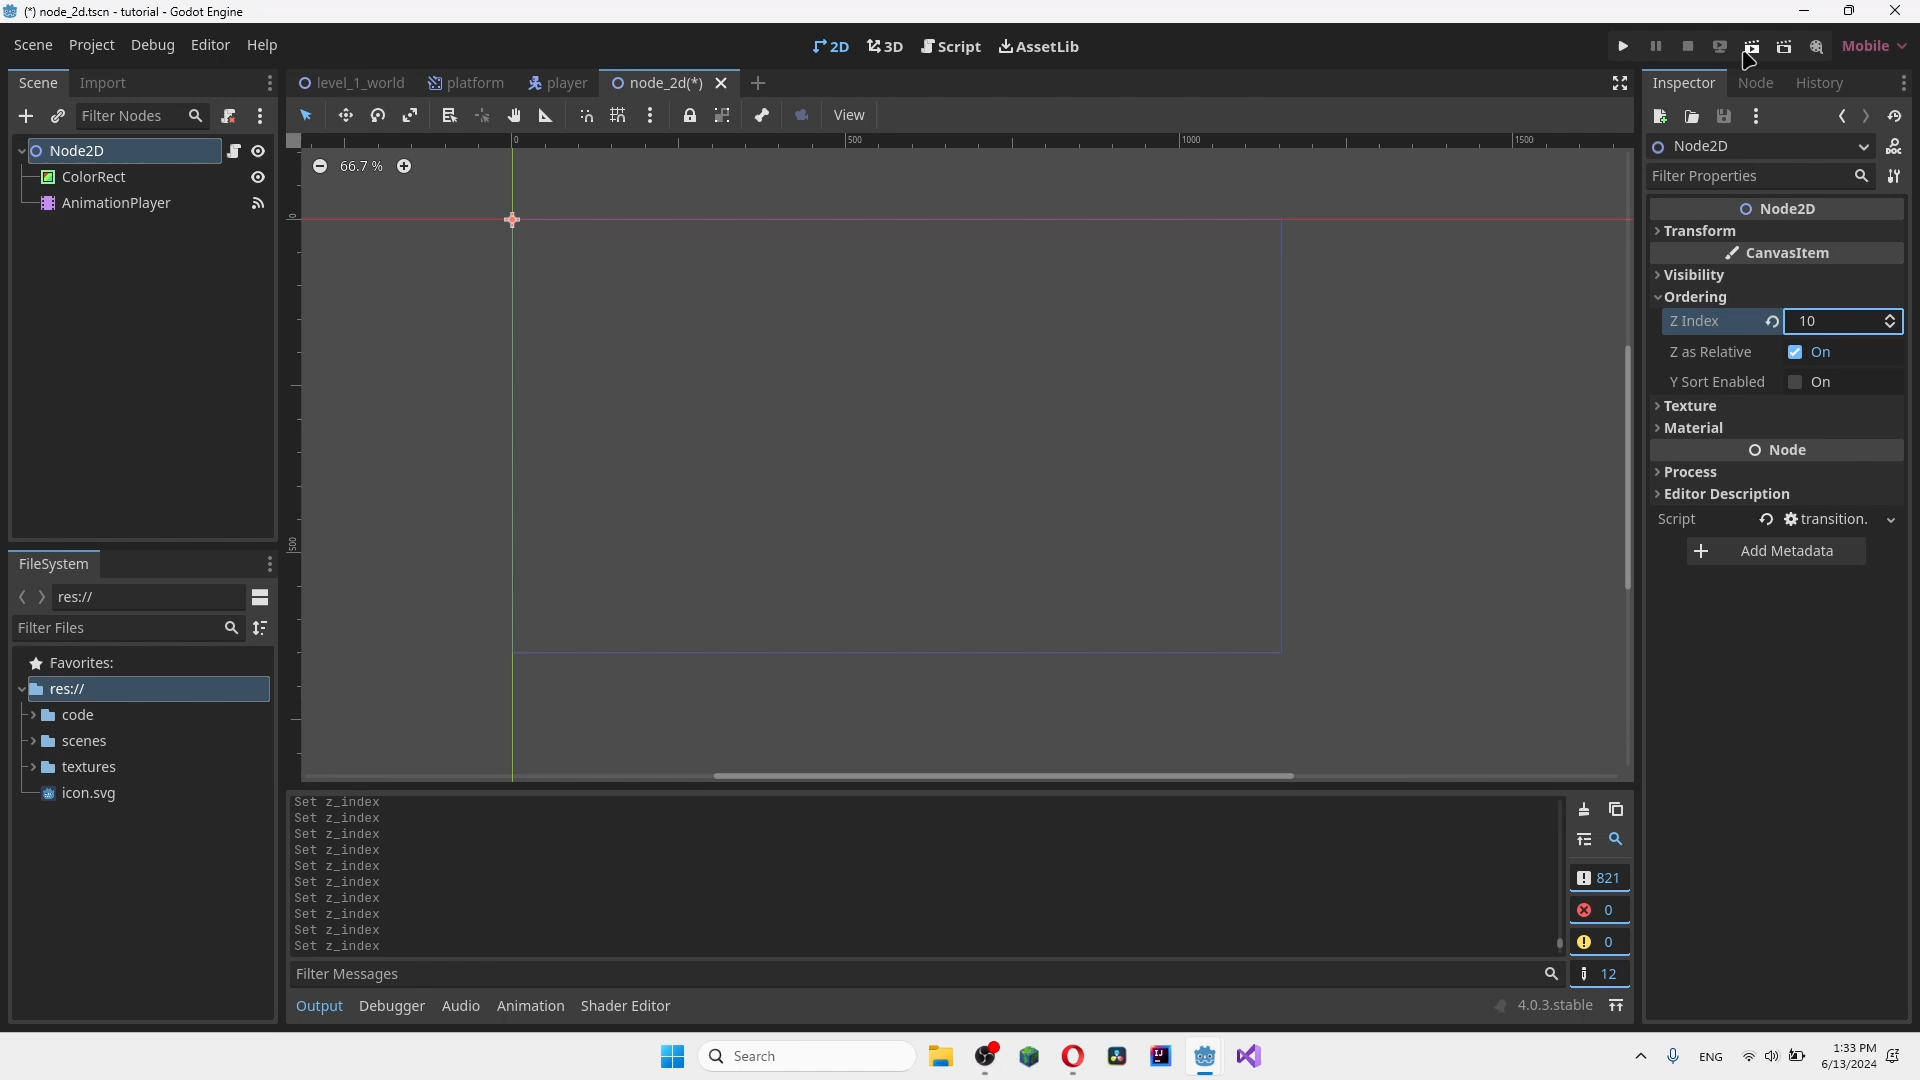 (*) node_2d.tscn - tutorial - Godot Engine
Scene Project Debug Editor Help
2D 3D Script AssetLib
Mobile
Scene Import
level_1_world platform player node_2d(*)
Inspector Node History
Filter Nodes
View
Node2D
ColorRect
AnimationPlayer
66.7 %
0 500 1000 1500
0
500
Node2D
Filter Properties
Node2D
Transform
CanvasItem
Visibility
Ordering
Z Index 10
Z as Relative On
Y Sort Enabled On
Texture
Material
Node
Process
Editor Description
Script transition.
Add Metadata
FileSystem
res://
Filter Files
Favorites:
res://
code
scenes
textures
icon.svg
Set z_index
Set z_index
Set z_index
Set z_index
Set z_index
Set z_index
Set z_index
Set z_index
Set z_index
Set z_index
821
0
0
12
Filter Messages
Output Debugger Audio Animation Shader Editor
4.0.3.stable
Search
ENG
1:33 PM
6/13/2024